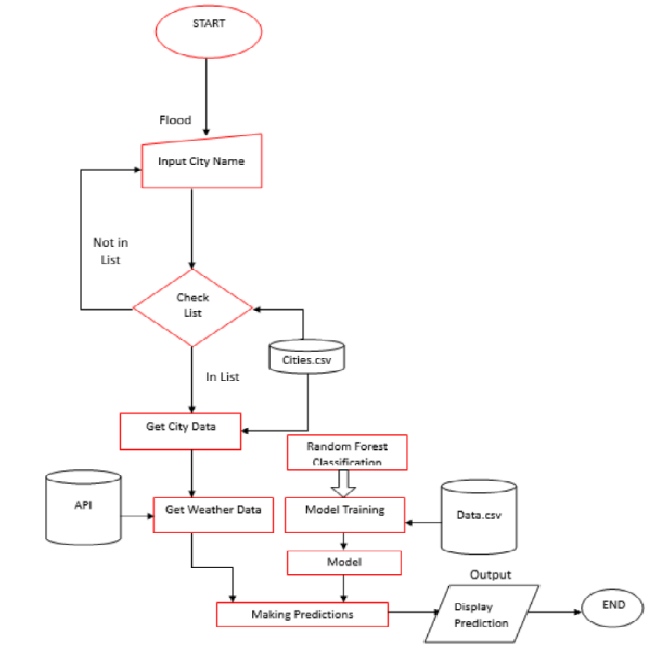 START
Flood
Input City Name
Not in
List
Check
List
Cities.csv
In List
Get City Data
Random Forest
Classification
API
Get Weather Data
Model Training
Data.csv
Model
Output
Making Predictions
Display
Prediction
END